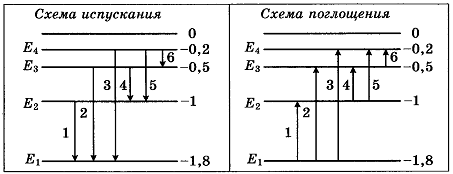 Схема испускания
0
E₄ −0,2
E₃ −0,5
6
3 4 5
E₂ −1
1 2
E₁ −1,8
Схема поглощения
0
E₄ −0,2
E₃ −0,5
6
3 4 5
E₂ −1
1 2
E₁ −1,8